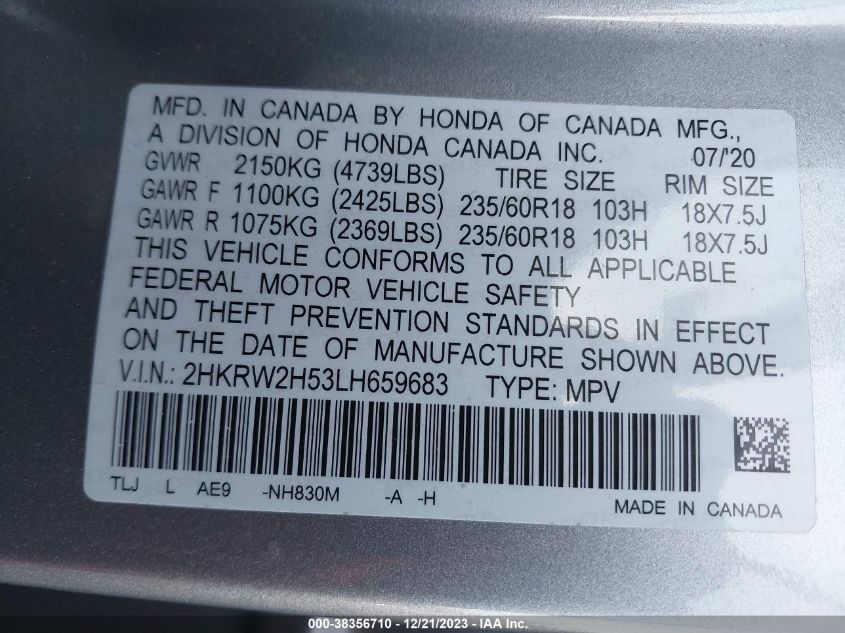 MFD. IN CANADA BY HONDA OF CANADA MFG.,
A DIVISION OF HONDA CANADA INC. 07/'20
GVWR 2150KG (4739LBS) TIRE SIZE RIM SIZE
GAWR F 1100KG (2425LBS) 235/60R18 103H 18X7.5J
GAWR R 1075KG (2369LBS) 235/60R18 103H 18X7.5J
THIS VEHICLE CONFORMS TO ALL APPLICABLE
FEDERAL MOTOR VEHICLE SAFETY
AND THEFT PREVENTION STANDARDS IN EFFECT
ON THE DATE OF MANUFACTURE SHOWN ABOVE.
V.I.N.: 2HKRW2H53LH659683 TYPE: MPV
TLJ L AE9 -NH830M -A -H MADE IN CANADA
000-38356710 - 12/21/2023 - IAA Inc.